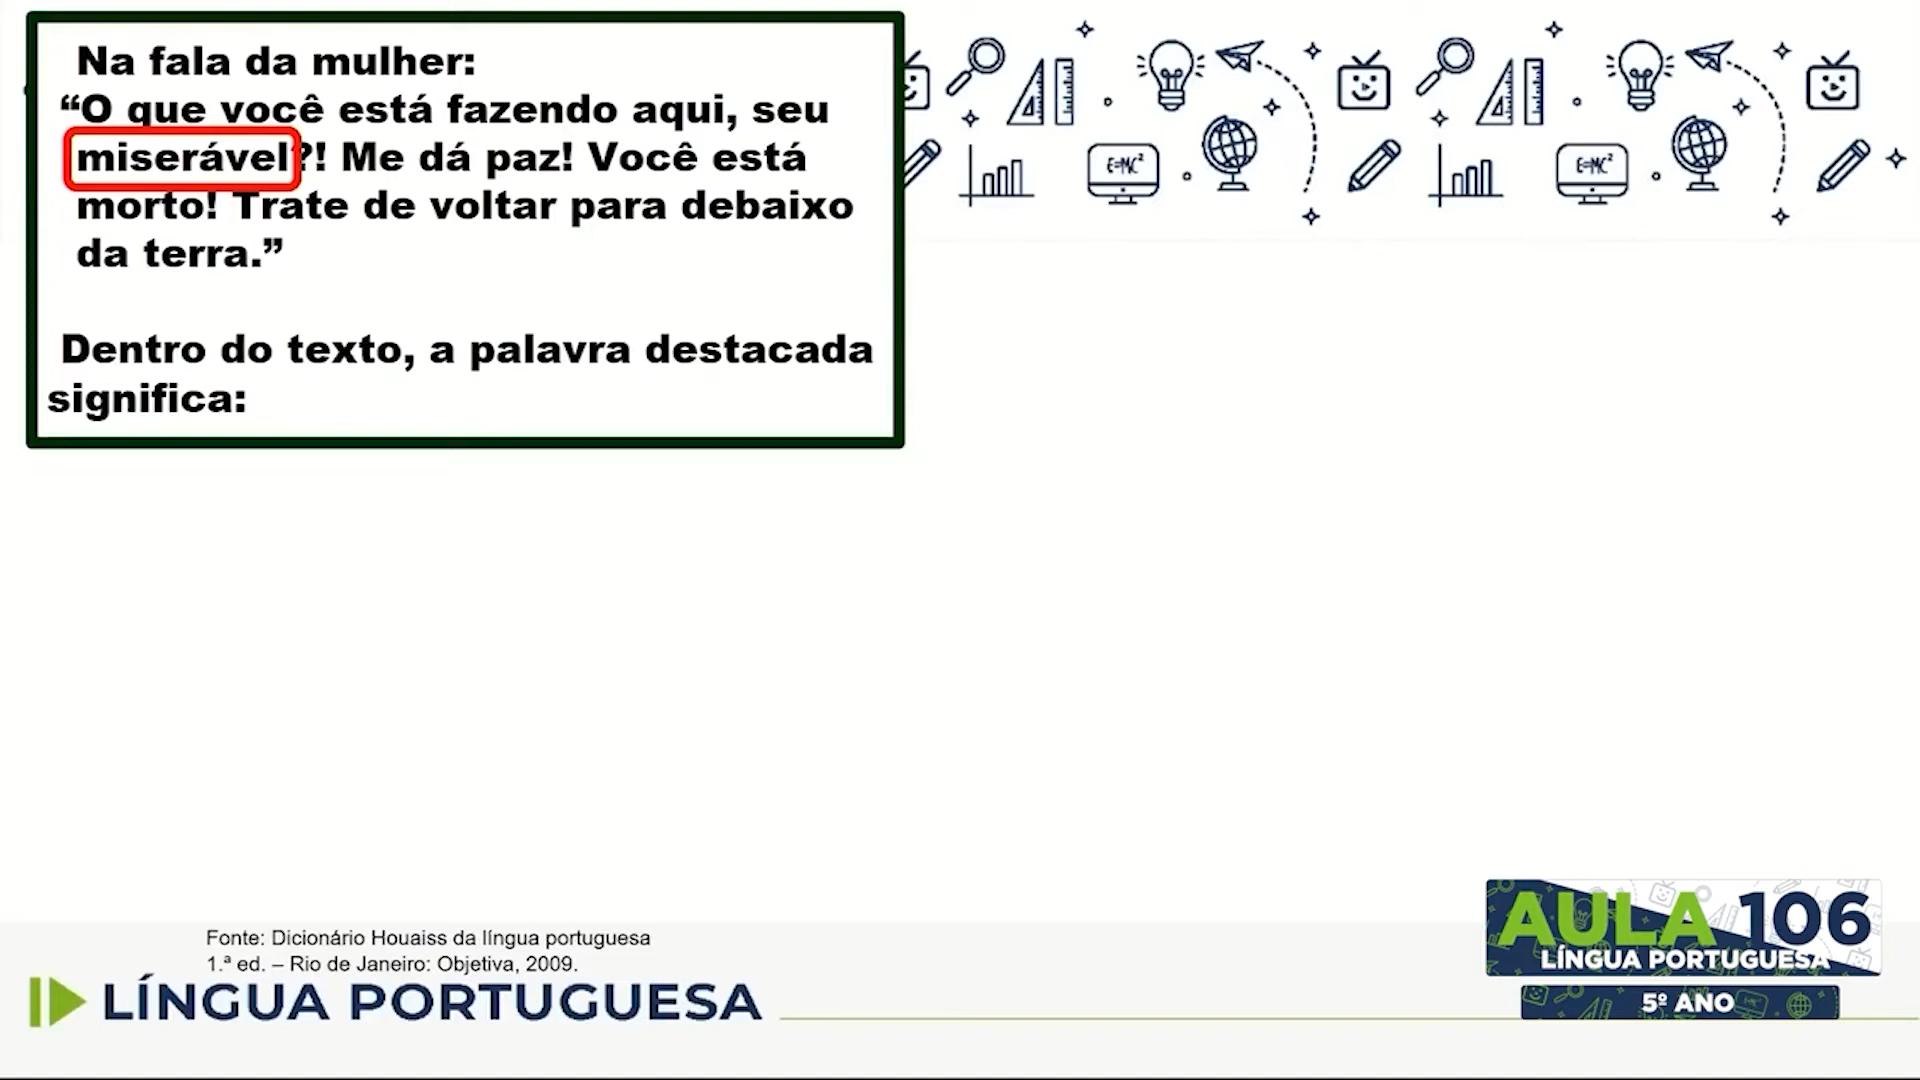 Na fala da mulher:
“O que você está fazendo aqui, seu
miserável?! Me dá paz! Você está
morto! Trate de voltar para debaixo
da terra.”
Dentro do texto, a palavra destacada
significa:
E=MC²
E=MC²
Fonte: Dicionário Houaiss da língua portuguesa
1.ª ed. – Rio de Janeiro: Objetiva, 2009.
LÍNGUA PORTUGUESA
AULA 106
LÍNGUA PORTUGUESA
5º ANO